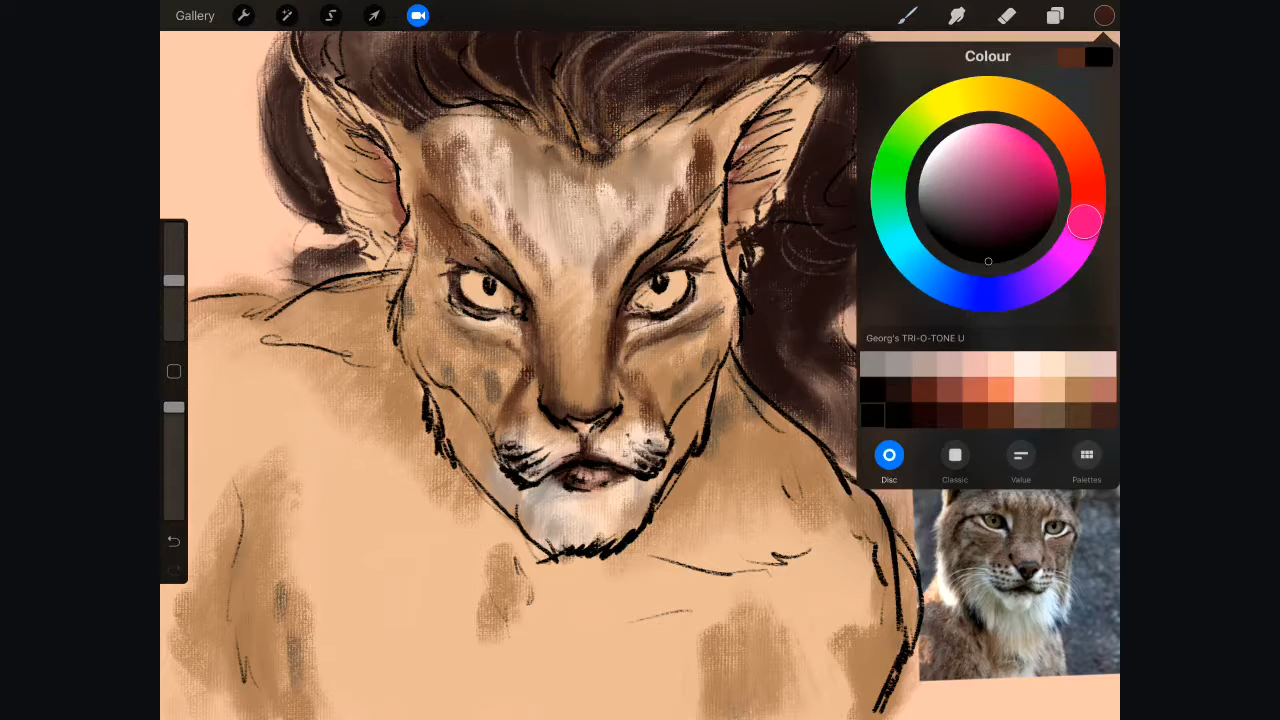 Gallery
Colour
Georg's TRI-O-TONE U
Disc
Classic
Value
Palettes